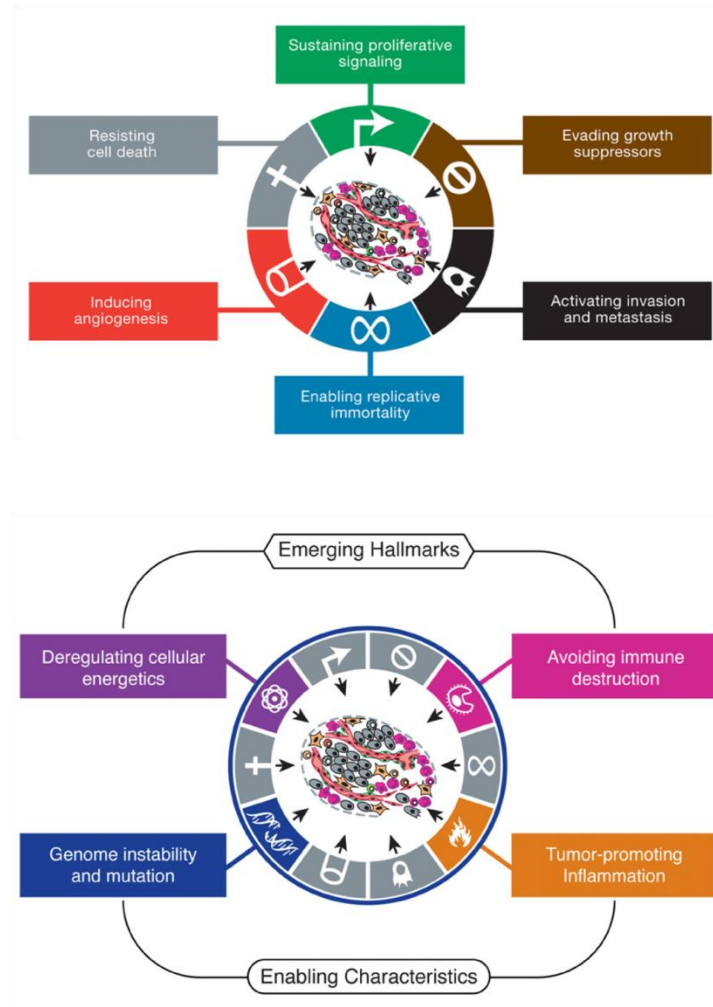 Sustaining proliferative
signaling
Resisting
cell death
Evading growth
suppressors
Inducing
angiogenesis
Activating invasion
and metastasis
Enabling replicative
immortality
Emerging Hallmarks
Deregulating cellular
energetics
Avoiding immune
destruction
Genome instability
and mutation
Tumor-promoting
Inflammation
Enabling Characteristics